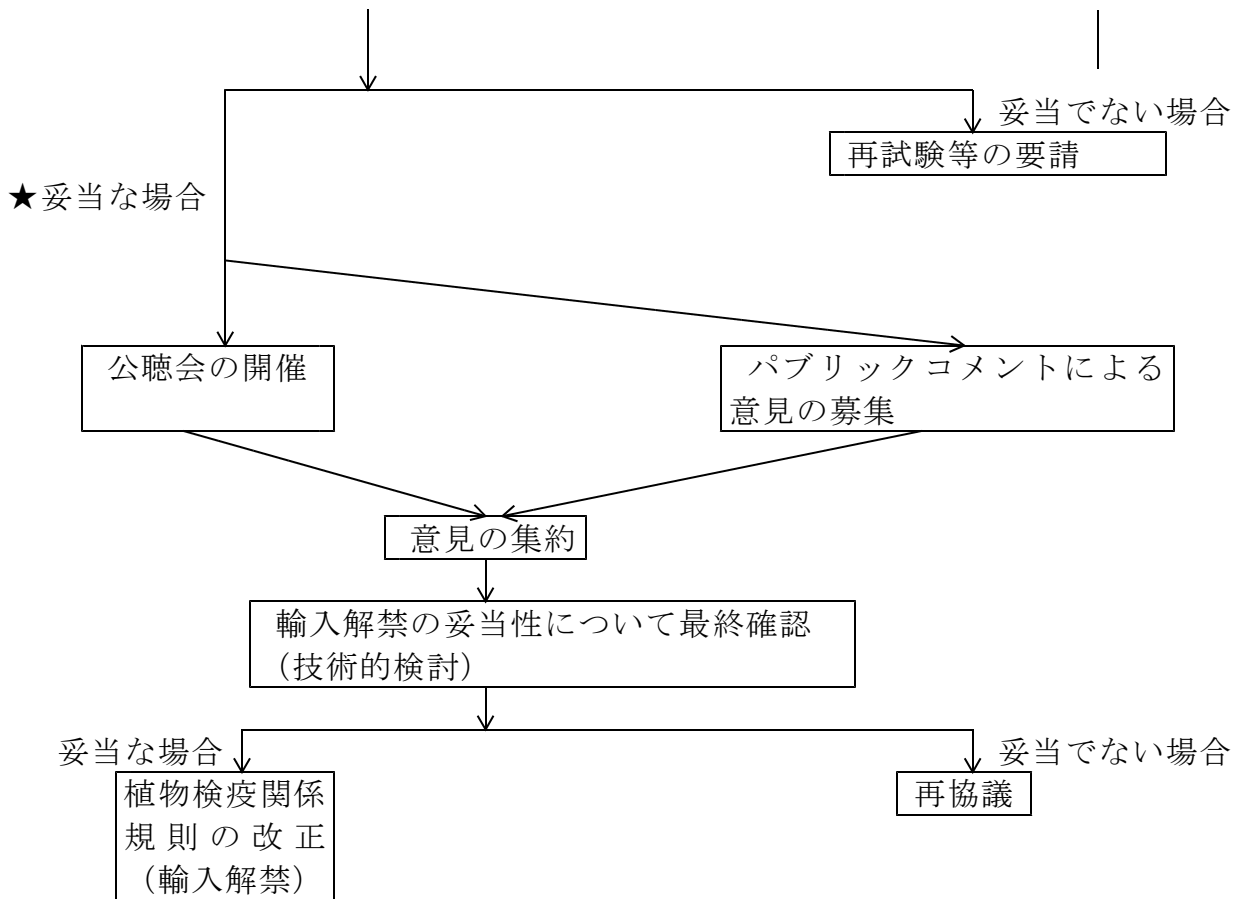 妥当でない場合
再試験等の要請
★妥当な場合
公聴会の開催
パブリックコメントによる
意見の募集
意見の集約
輸入解禁の妥当性について最終確認
（技術的検討）
妥当な場合
妥当でない場合
植物検疫関係
規則の改正
（輸入解禁）
再協議